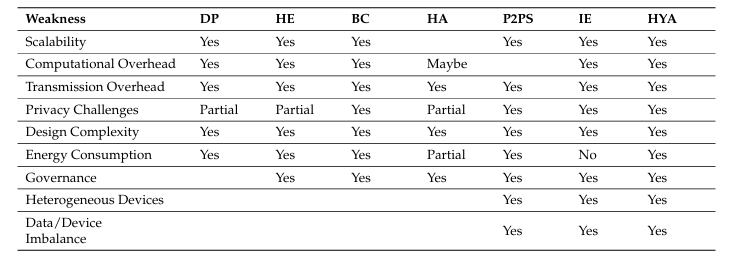 Weakness DP HE BC HA P2PS IE HYA
Scalability Yes Yes Yes Yes Yes Yes
Computational Overhead Yes Yes Yes Maybe Yes Yes
Transmission Overhead Yes Yes Yes Yes Yes Yes Yes
Privacy Challenges Partial Partial Yes Partial Yes Yes Yes
Design Complexity Yes Yes Yes Yes Yes Yes Yes
Energy Consumption Yes Yes Yes Partial Yes No Yes
Governance Yes Yes Yes Yes Yes Yes
Heterogeneous Devices Yes Yes Yes
Data/Device
Imbalance Yes Yes Yes